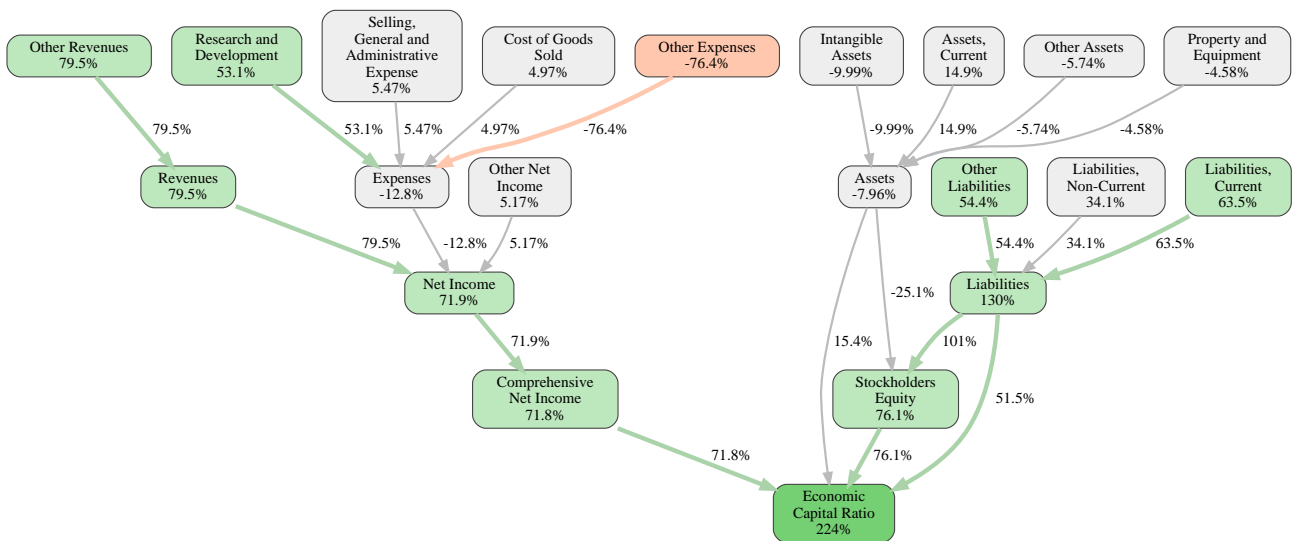 Other Revenues
79.5%
Research and
Development
53.1%
Selling,
General and
Administrative
Expense
5.47%
Cost of Goods
Sold
4.97%
Other Expenses
-76.4%
Intangible
Assets
-9.99%
Assets,
Current
14.9%
Other Assets
-5.74%
Property and
Equipment
-4.58%
79.5%
53.1%
5.47%
4.97%
-76.4%
-9.99%
14.9%
-5.74%
-4.58%
Revenues
79.5%
Expenses
-12.8%
Other Net
Income
5.17%
Assets
-7.96%
Other
Liabilities
54.4%
Liabilities,
Non-Current
34.1%
Liabilities,
Current
63.5%
79.5%
-12.8%
5.17%
54.4%
34.1%
63.5%
Net Income
71.9%
-25.1%
Liabilities
130%
71.9%
15.4%
101%
Comprehensive
Net Income
71.8%
Stockholders
Equity
76.1%
51.5%
71.8%
76.1%
Economic
Capital Ratio
224%